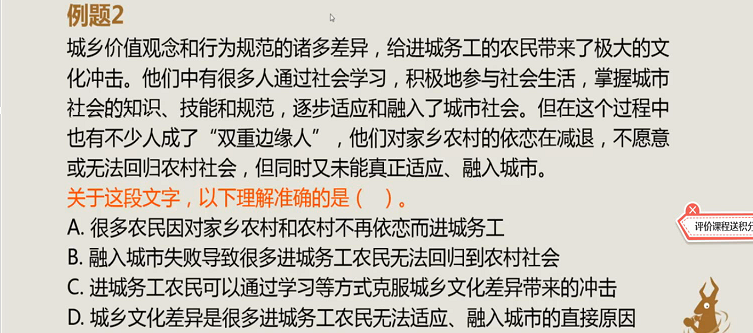 例题2
城乡价值观念和行为规范的诸多差异，给进城务工的农民带来了极大的文
化冲击。他们中有很多人通过社会学习，积极地参与社会生活，掌握城市
社会的知识、技能和规范，逐步适应和融入了城市社会。但在这个过程中
也有不少人成了“双重边缘人”，他们对家乡农村的依恋在减退，不愿意
或无法回归农村社会，但同时又未能真正适应、融入城市。
关于这段文字，以下理解准确的是（　）。
A. 很多农民因对家乡农村和农村不再依恋而进城务工
B. 融入城市失败导致很多进城务工农民无法回归到农村社会
C. 进城务工农民可以通过学习等方式克服城乡文化差异带来的冲击
D. 城乡文化差异是很多进城务工农民无法适应、融入城市的直接原因
评价课程送积分